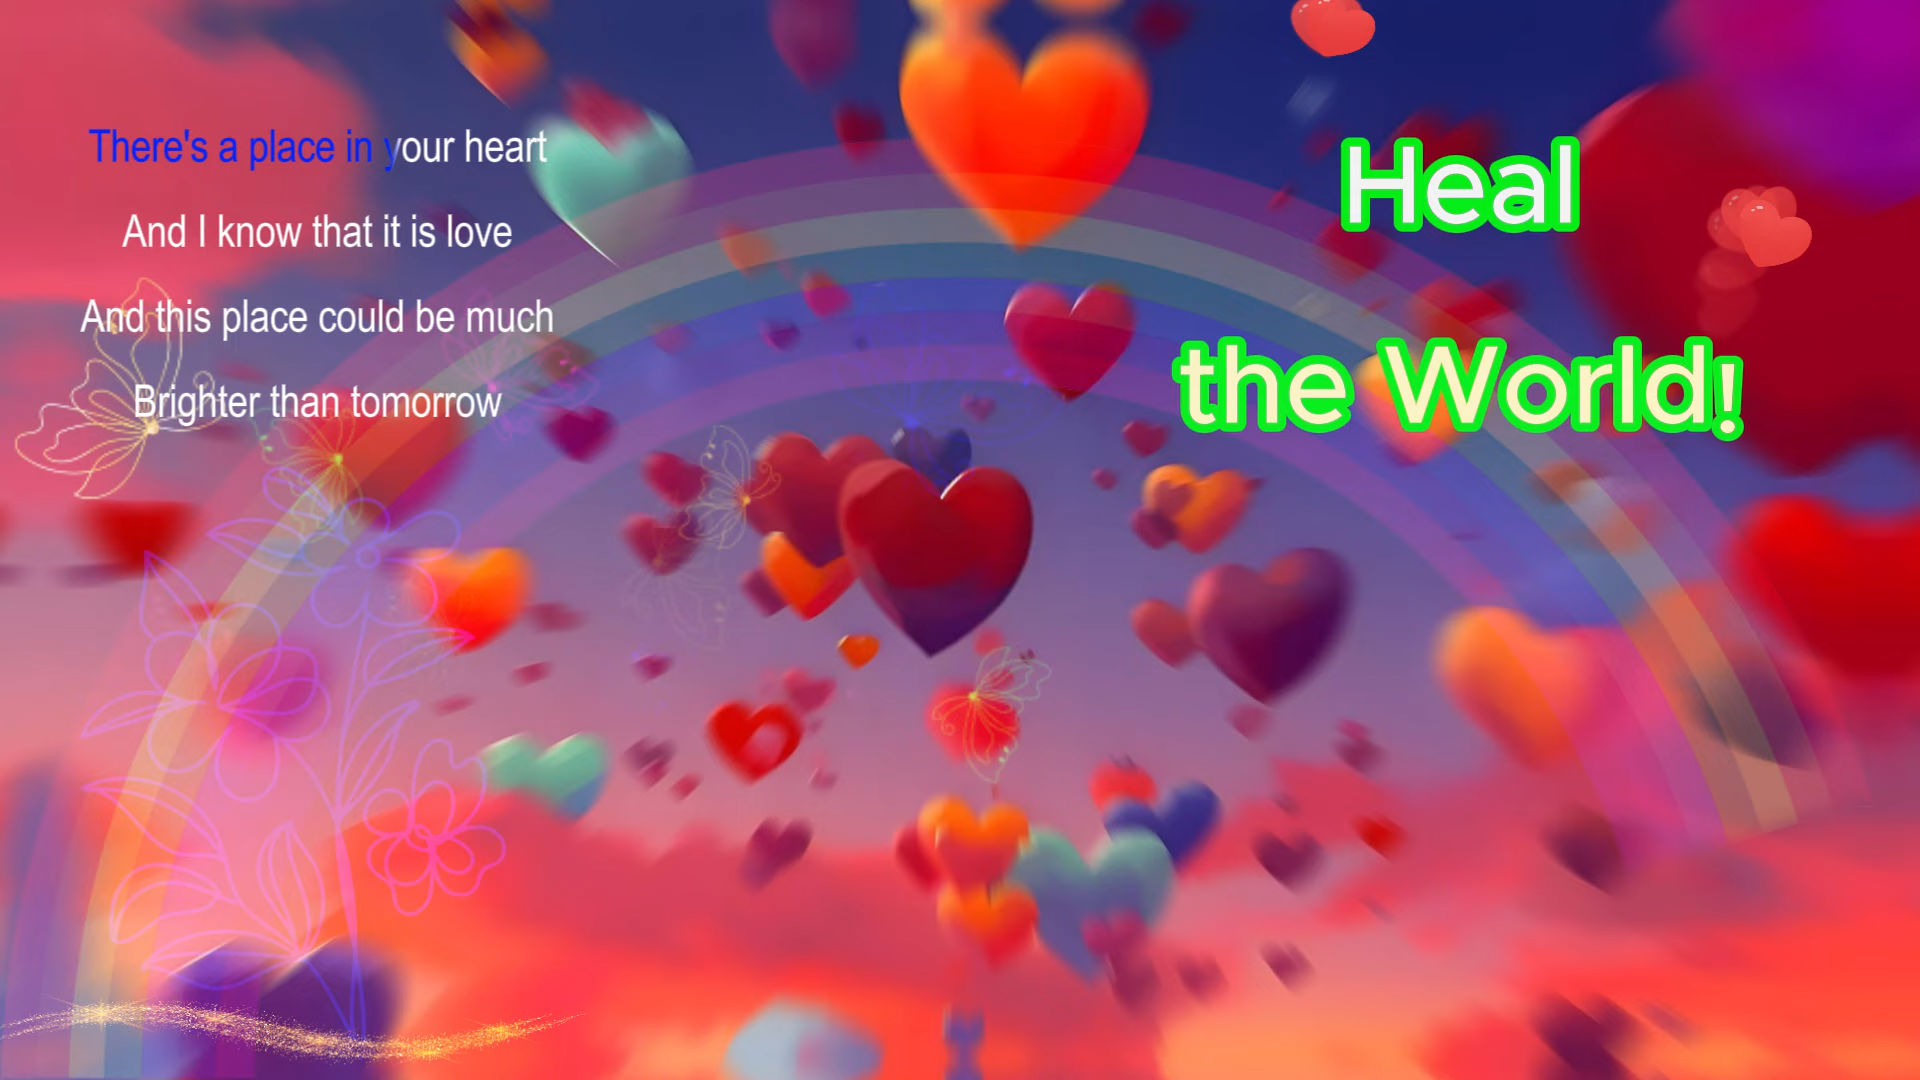 There's a place in your heart
And I know that it is love
And this place could be much
Brighter than tomorrow
Heal
the World!